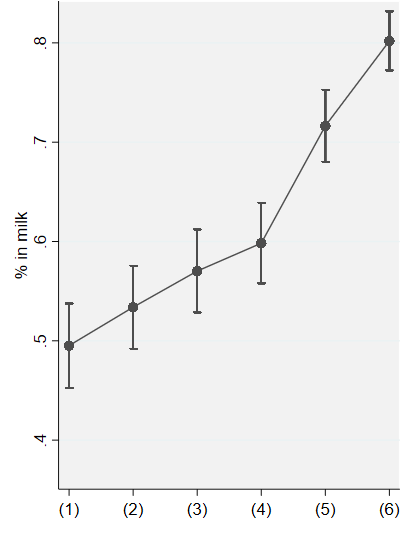 .8
.7
.6
.5
.4
% in milk
(1) (2) (3) (4) (5) (6)